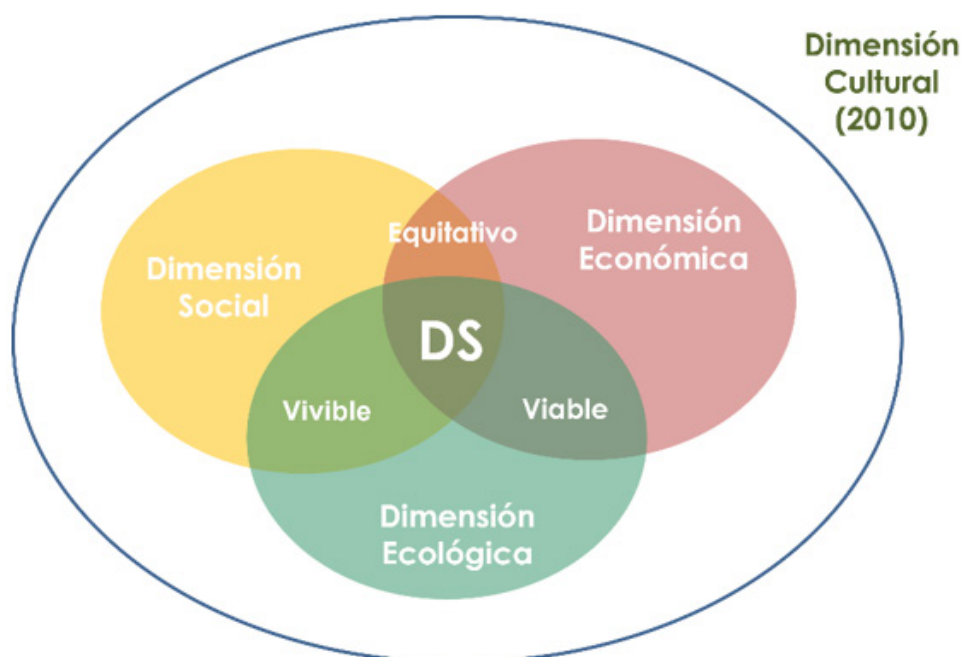 Dimensión
Cultural
(2010)
Equitativo
Dimensión
Económica
Dimensión
Social
DS
Vivible
Viable
Dimensión
Ecológica